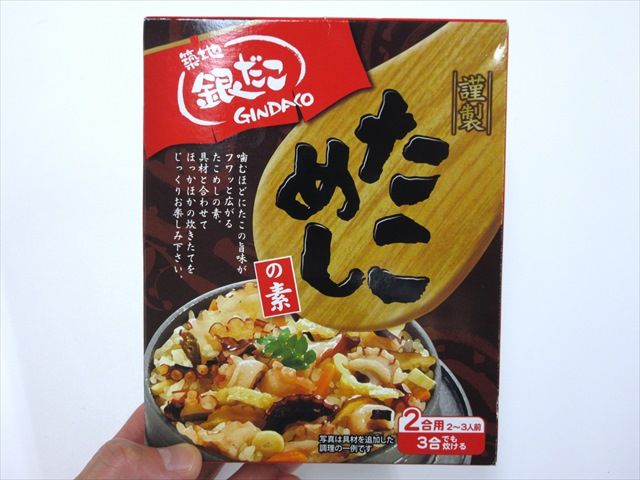 築地
銀だこ
GINDACO
謹製
たこ
めし
の素
噛むほどにたこの旨味が
フワッと広がる
たこめしの素。
具材と合わせて
ほっかほかの炊きたてを
じっくりお楽しみ下さい。
写真は具材を追加した
調理の一例です
2合用 2〜3人前
3合でも炊ける